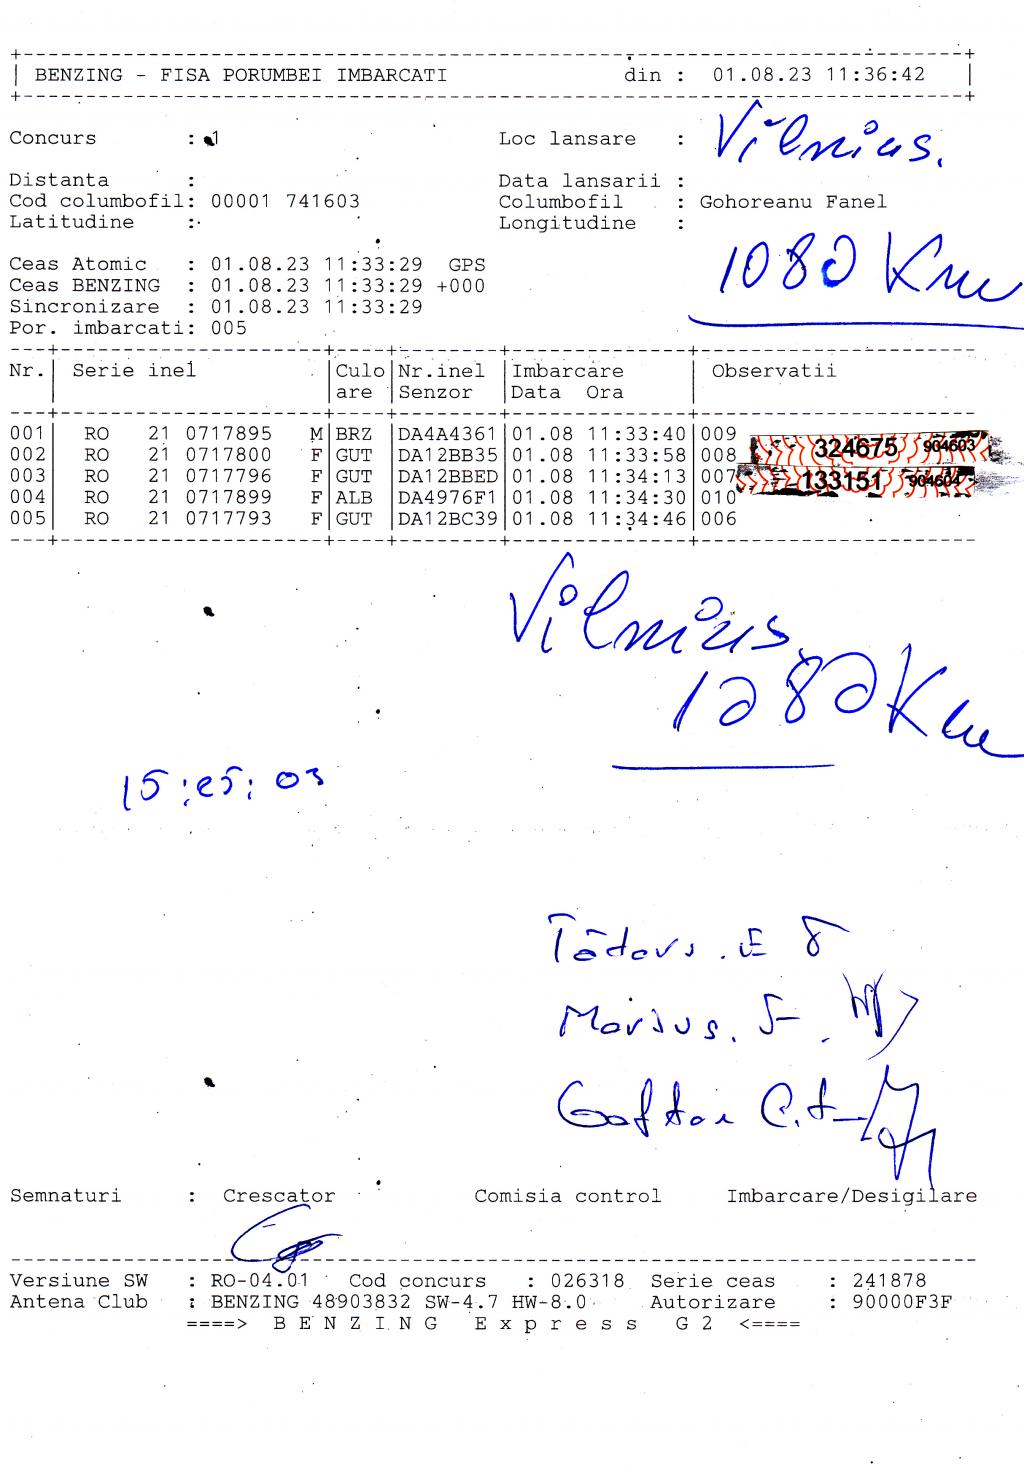 BENZING - FISA PORUMBEI IMBARCATI din : 01.08.23 11:36:42
Concurs : 1 Loc lansare : Vilnius.
Distanta : Data lansarii :
Cod columbofil: 00001 741603 Columbofil : Gohoreanu Fanel
Latitudine : Longitudine :
1080 Km
Ceas Atomic : 01.08.23 11:33:29 GPS
Ceas BENZING : 01.08.23 11:33:29 +000
Sincronizare : 01.08.23 11:33:29
Por. imbarcati: 005
Nr. Serie inel Culo Nr.inel Imbarcare Observatii
are Senzor Data Ora
001 RO 21 0717895 M BRZ DA4A4361 01.08 11:33:40 009
002 RO 21 0717800 F GUT DA12BB35 01.08 11:33:58 008 324675 904603
003 RO 21 0717796 F GUT DA12BBED 01.08 11:34:13 007 133151 904604
004 RO 21 0717899 F ALB DA4976F1 01.08 11:34:30 010
005 RO 21 0717793 F GUT DA12BC39 01.08 11:34:46 006
Vilnius
1080 Km
15:25:03
Marius. F
Semnaturi : Crescator Comisia control Imbarcare/Desigilare
Versiune SW : RO-04.01 Cod concurs : 026318 Serie ceas : 241878
Antena Club : BENZING 48903832 SW-4.7 HW-8.0 Autorizare : 90000F3F
====> B E N Z I N G E x p r e s s G 2 <====